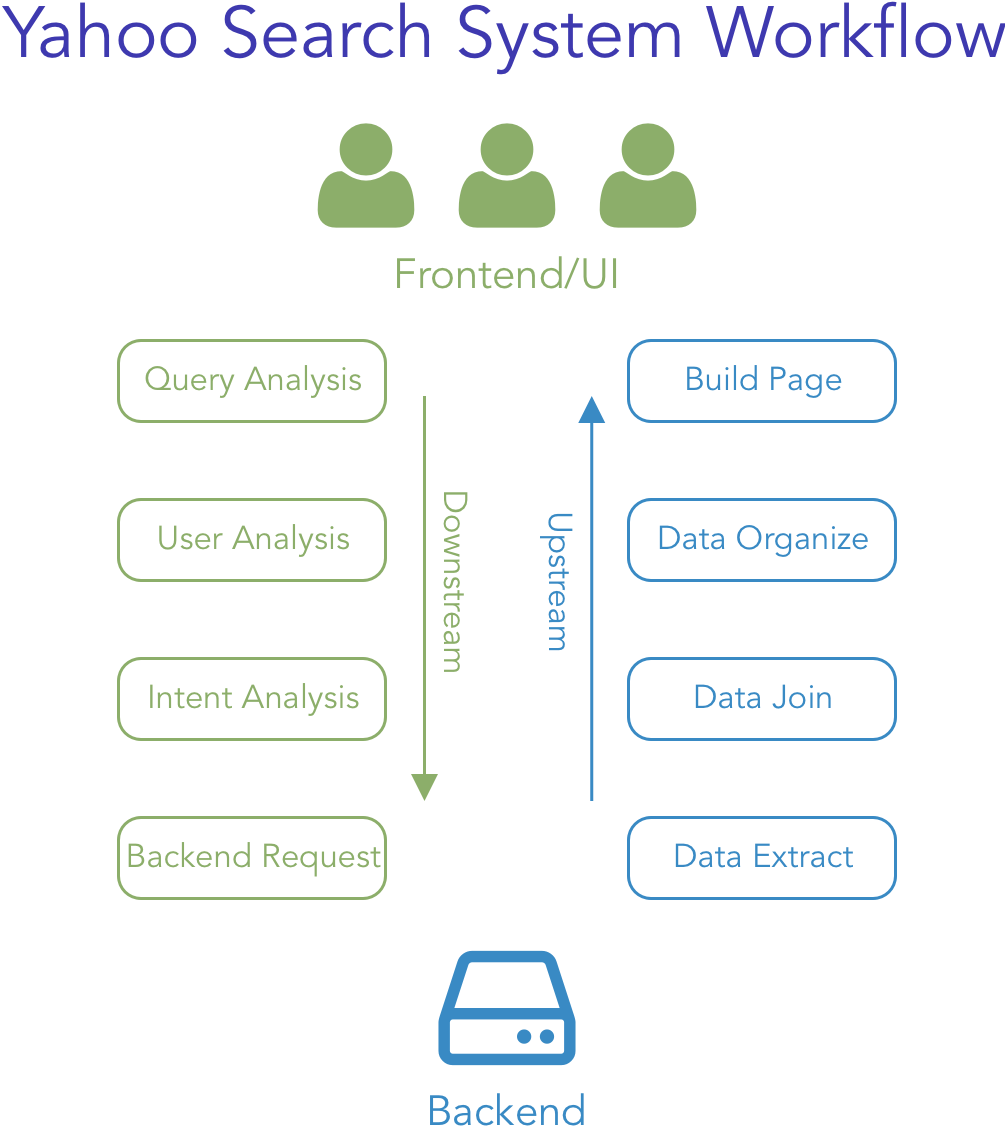 Yahoo Search System Workflow
Frontend/UI
Query Analysis
User Analysis
Intent Analysis
Backend Request
Downstream
Upstream
Build Page
Data Organize
Data Join
Data Extract
Backend